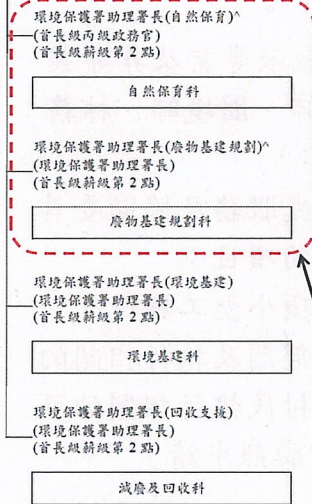 環境保護署助理署長(自然保育)^
(首長級丙級政務官)
(首長級薪級第2點)
自然保育科
環境保護署助理署長(廢物基建規劃)^
(環境保護署助理署長)
(首長級薪級第2點)
廢物基建規劃科
環境保護署助理署長(環境基建)
(環境保護署助理署長)
(首長級薪級第2點)
環境基建科
環境保護署助理署長(回收支援)
(環境保護署助理署長)
(首長級薪級第2點)
減廢及回收科